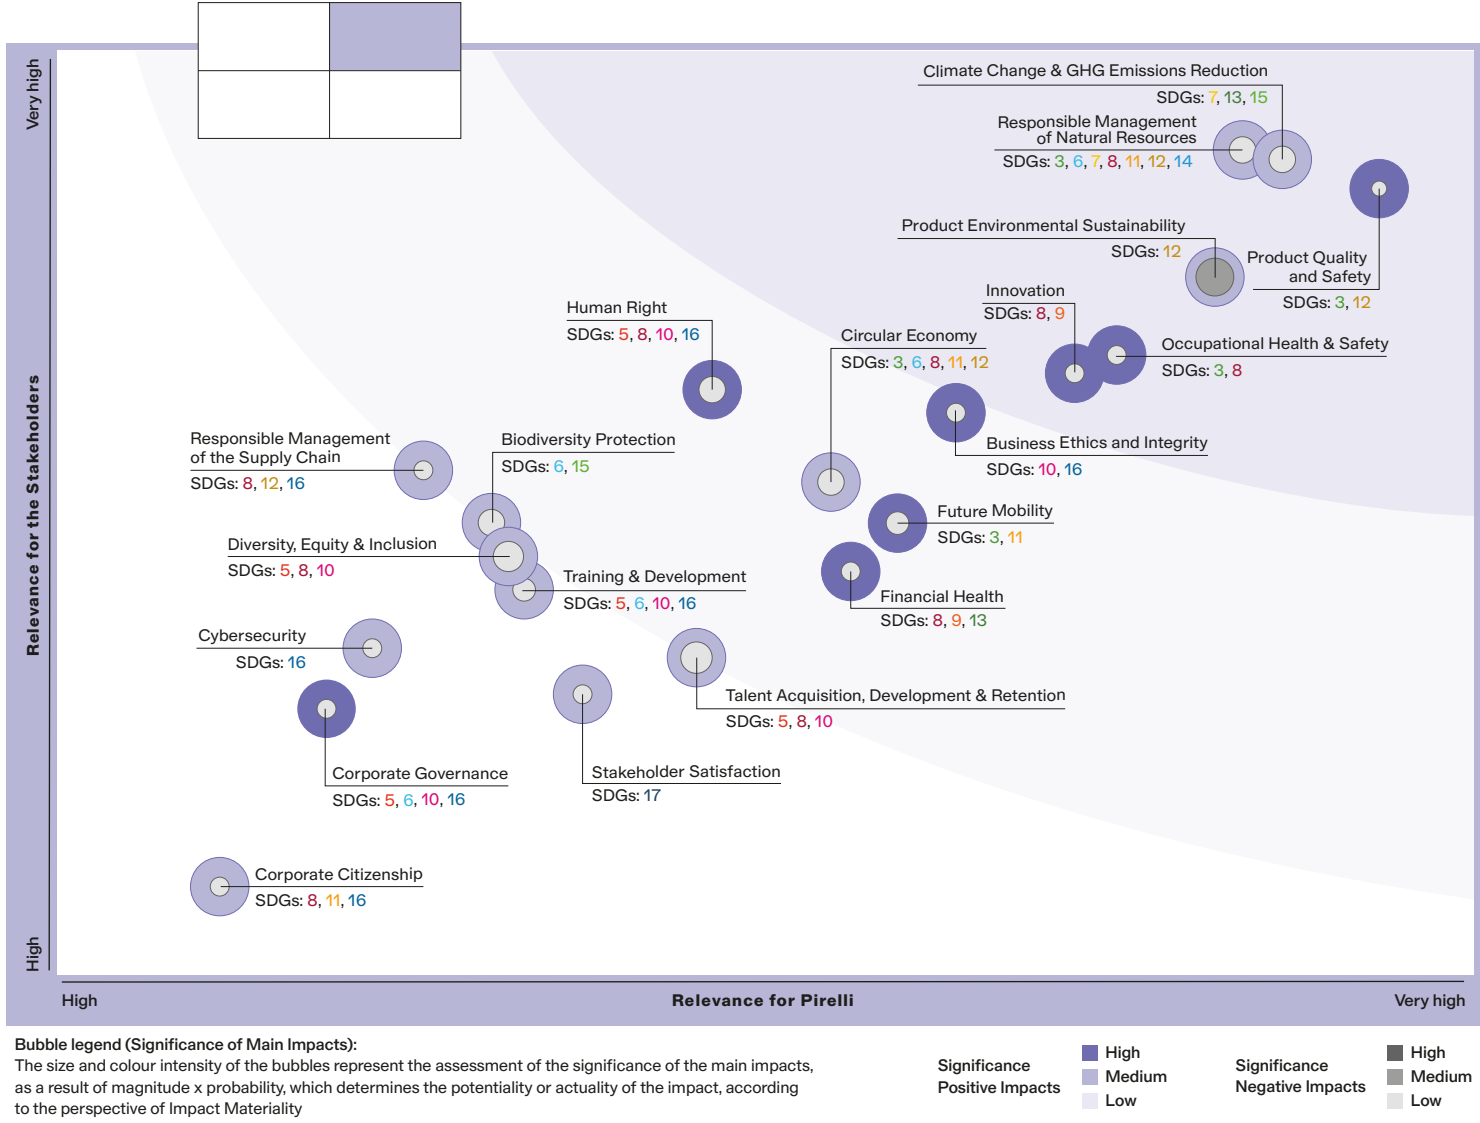 Very high
Relevance for the Stakeholders
High
Climate Change & GHG Emissions Reduction
SDGs: 7, 13, 15
Responsible Management
of Natural Resources
SDGs: 3, 6, 7, 8, 11, 12, 14
Product Environmental Sustainability
SDGs: 12
Product Quality
and Safety
SDGs: 3, 12
Innovation
SDGs: 8, 9
Human Right
SDGs: 5, 8, 10, 16
Circular Economy
SDGs: 3, 6, 8, 11, 12
Occupational Health & Safety
SDGs: 3, 8
Responsible Management
of the Supply Chain
SDGs: 8, 12, 16
Biodiversity Protection
SDGs: 6, 15
Business Ethics and Integrity
SDGs: 10, 16
Future Mobility
SDGs: 3, 11
Diversity, Equity & Inclusion
SDGs: 5, 8, 10
Training & Development
SDGs: 5, 6, 10, 16
Financial Health
SDGs: 8, 9, 13
Cybersecurity
SDGs: 16
Talent Acquisition, Development & Retention
SDGs: 5, 8, 10
Corporate Governance
SDGs: 5, 6, 10, 16
Stakeholder Satisfaction
SDGs: 17
Corporate Citizenship
SDGs: 8, 11, 16
High
Relevance for Pirelli
Very high
Bubble legend (Significance of Main Impacts):
The size and colour intensity of the bubbles represent the assessment of the significance of the main impacts,
as a result of magnitude x probability, which determines the potentiality or actuality of the impact, according
to the perspective of Impact Materiality
Significance
Positive Impacts
High
Medium
Low
Significance
Negative Impacts
High
Medium
Low